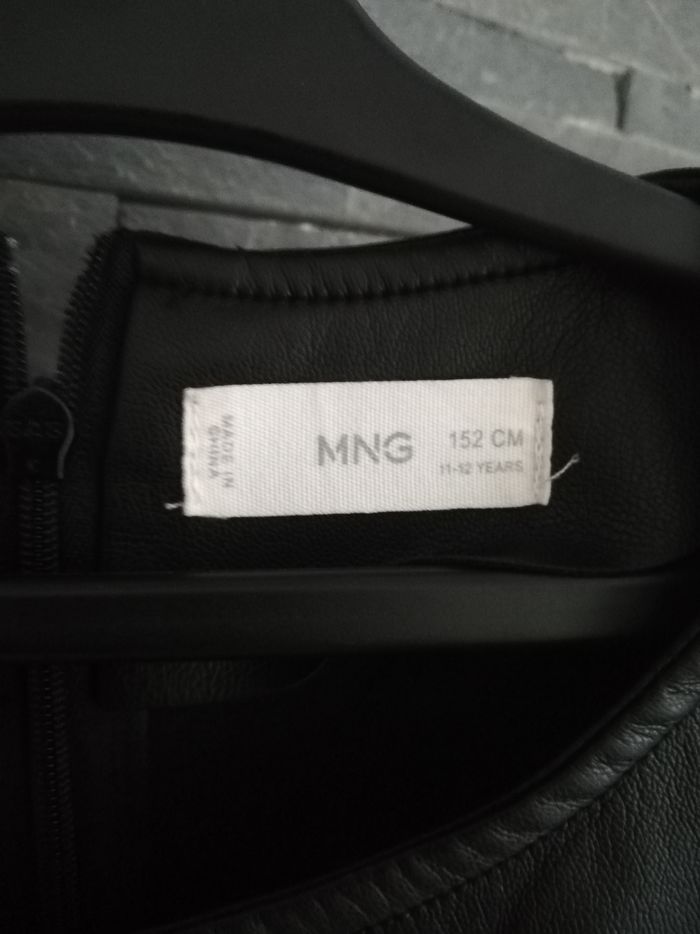 MADE IN
CHINA
MNG
152 CM
11-12 YEARS